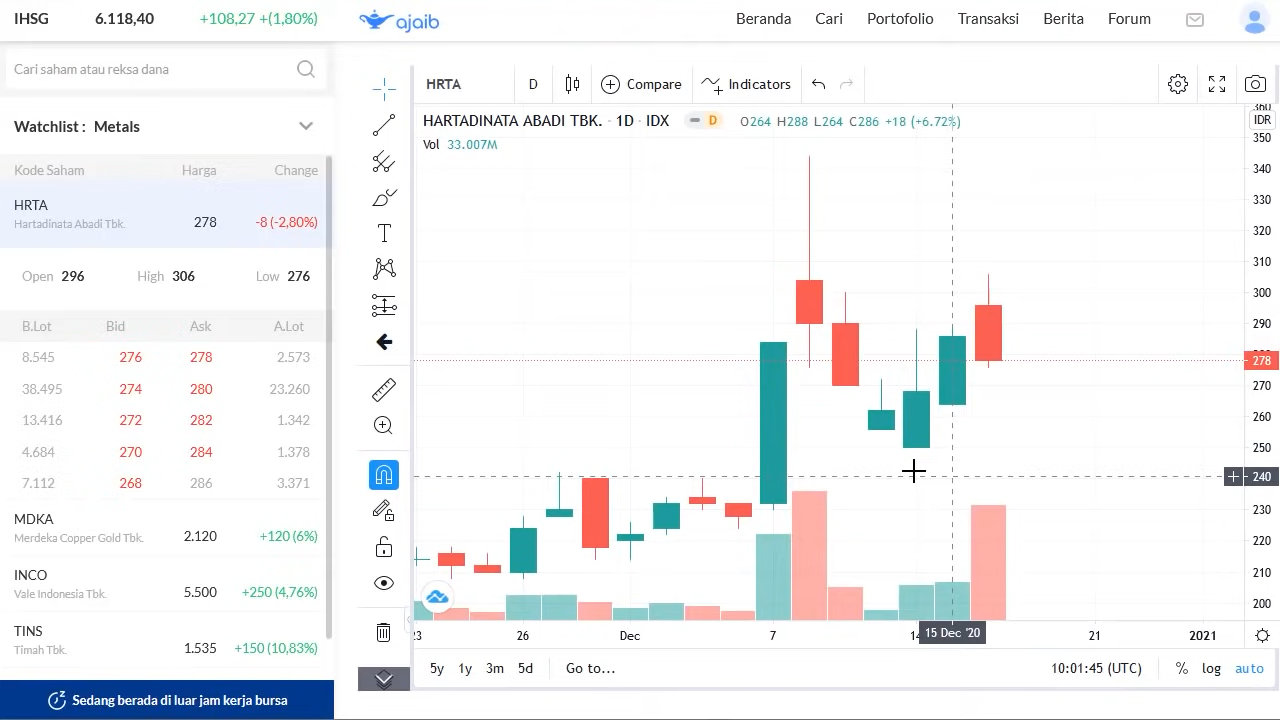 IHSG 6.118,40 +108,27 +(1,80%)
ajaib
Beranda Cari Portofolio Transaksi Berita Forum
Cari saham atau reksa dana
Watchlist : Metals
Kode Saham Harga Change
HRTA
Hartadinata Abadi Tbk.
278 -8 (-2,80%)
Open 296 High 306 Low 276
B.Lot Bid Ask A.Lot
8.545 276 278 2.573
38.495 274 280 23.260
13.416 272 282 1.342
4.684 270 284 1.378
7.112 268 286 3.371
MDKA
Merdeka Copper Gold Tbk.
2.120 +120 (6%)
INCO
Vale Indonesia Tbk.
5.500 +250 (4,76%)
TINS
Timah Tbk.
1.535 +150 (10,83%)
Sedang berada di luar jam kerja bursa
HRTA D Compare Indicators
HARTADINATA ABADI TBK. · 1D · IDX D O264 H288 L264 C286 +18 (+6.72%)
Vol 33.007M
IDR
360
350
340
330
320
310
300
290
278
270
260
250
240
230
220
210
200
23 26 Dec 7 14 15 Dec '20 21 2021
5y 1y 3m 5d Go to... 10:01:45 (UTC) % log auto